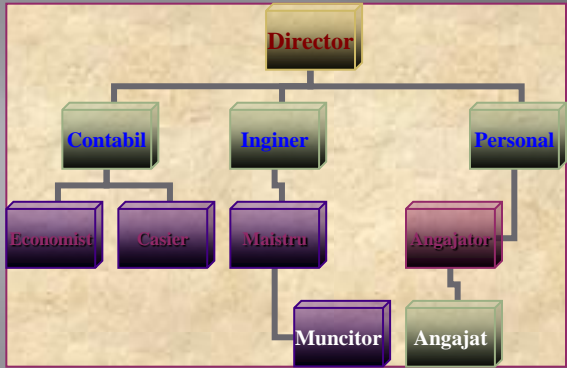 Director
Contabil
Inginer
Personal
Economist
Casier
Maistru
Angajator
Muncitor
Angajat